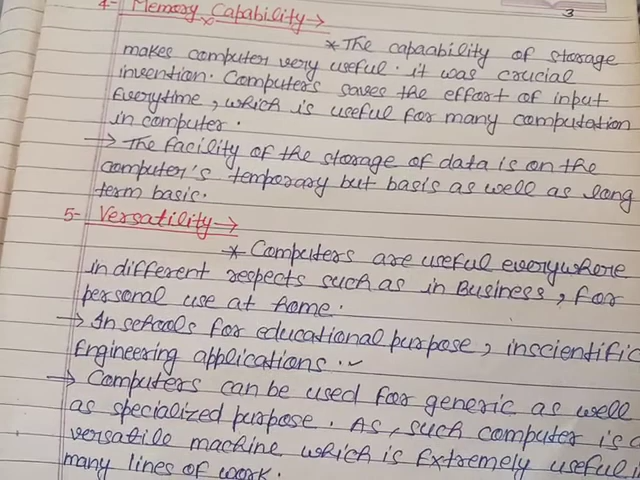 3
4- Memory Capability →
* The capaability of storage
makes computer very useful. it was crucial
invention. Computers saves the effort of input
Everytime, which is useful for many computation
in computer.
→ The facility of the storage of data is on the
computer's temporary but basis as well as long
term basis.
5- Versatility →
* Computers are useful everywhere
in different respects such as in Business, for
personal use at home.
→ In schools for educational purpose, inscientific
Engineering applications.
→ Computers can be used for generic as well
as specialized purpose. As, such computer is a
versatile machine which is Extremely useful in
many lines of work.